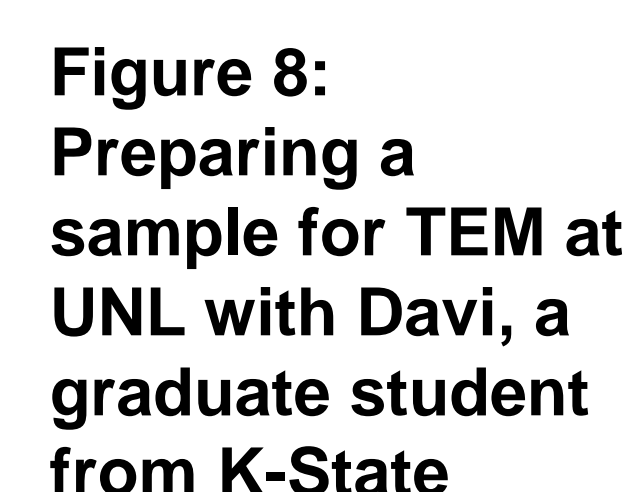 Figure 8:
Preparing a
sample for TEM at
UNL with Davi, a
graduate student
from K-State